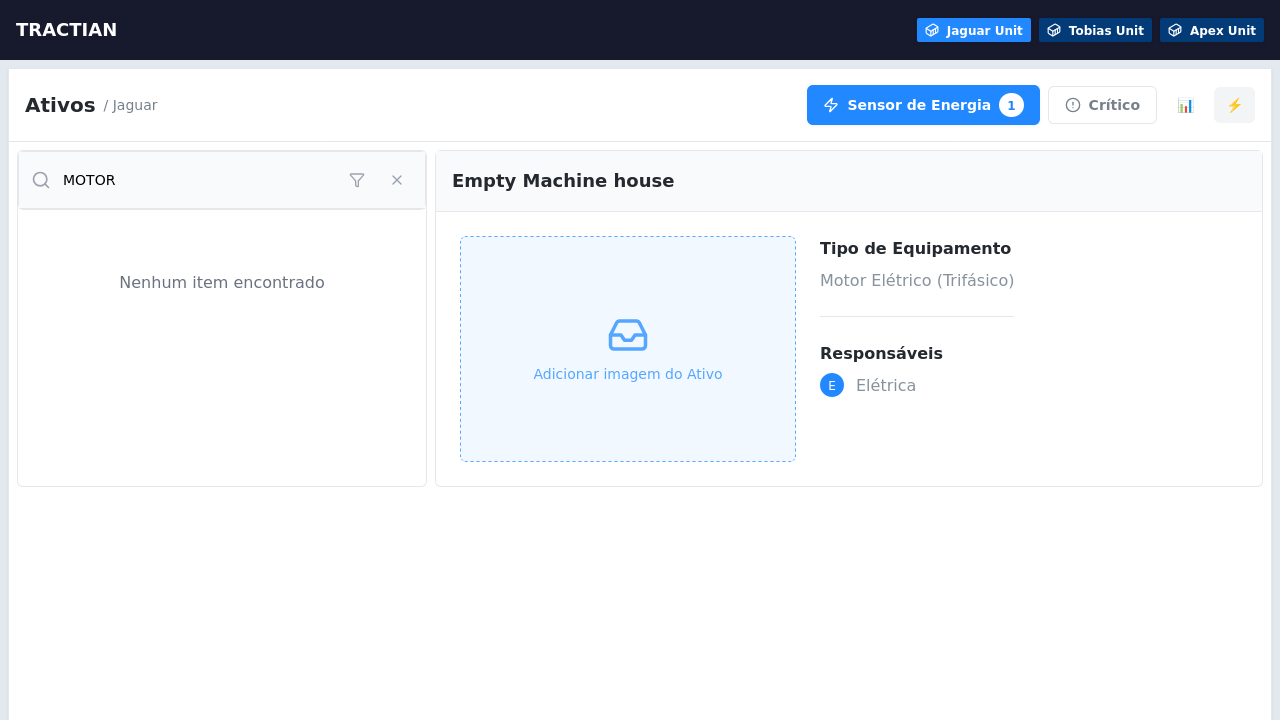 TRACTIAN
Jaguar Unit
Tobias Unit
Apex Unit
Ativos / Jaguar
Sensor de Energia 1
Crítico
MOTOR
Nenhum item encontrado
Empty Machine house
Adicionar imagem do Ativo
Tipo de Equipamento
Motor Elétrico (Trifásico)
Responsáveis
E Elétrica